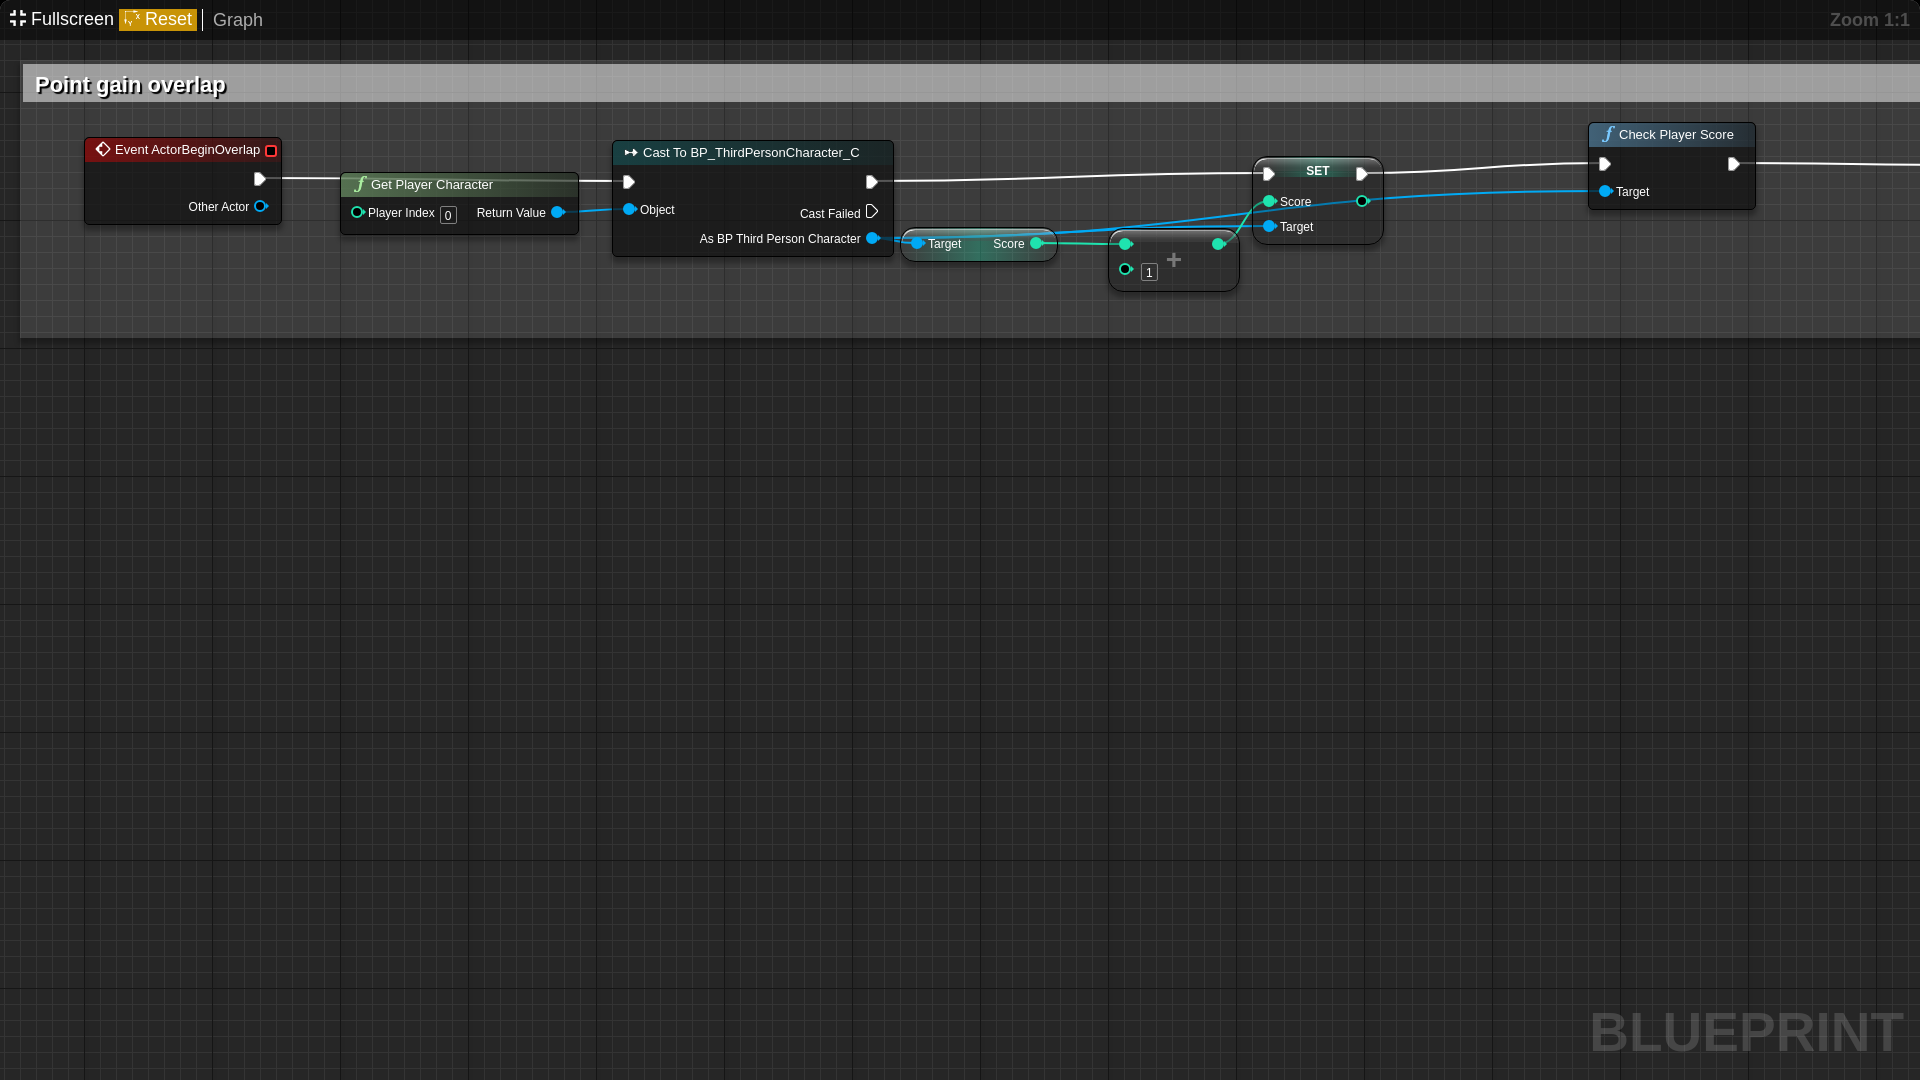 Fullscreen Reset Graph Zoom 1:1
Point gain overlap
Event ActorBeginOverlap
Other Actor
Get Player Character
Player Index 0 Return Value
Cast To BP_ThirdPersonCharacter_C
Object
Cast Failed
As BP Third Person Character
Target Score
1 +
SET
Score
Target
Check Player Score
Target
BLUEPRINT